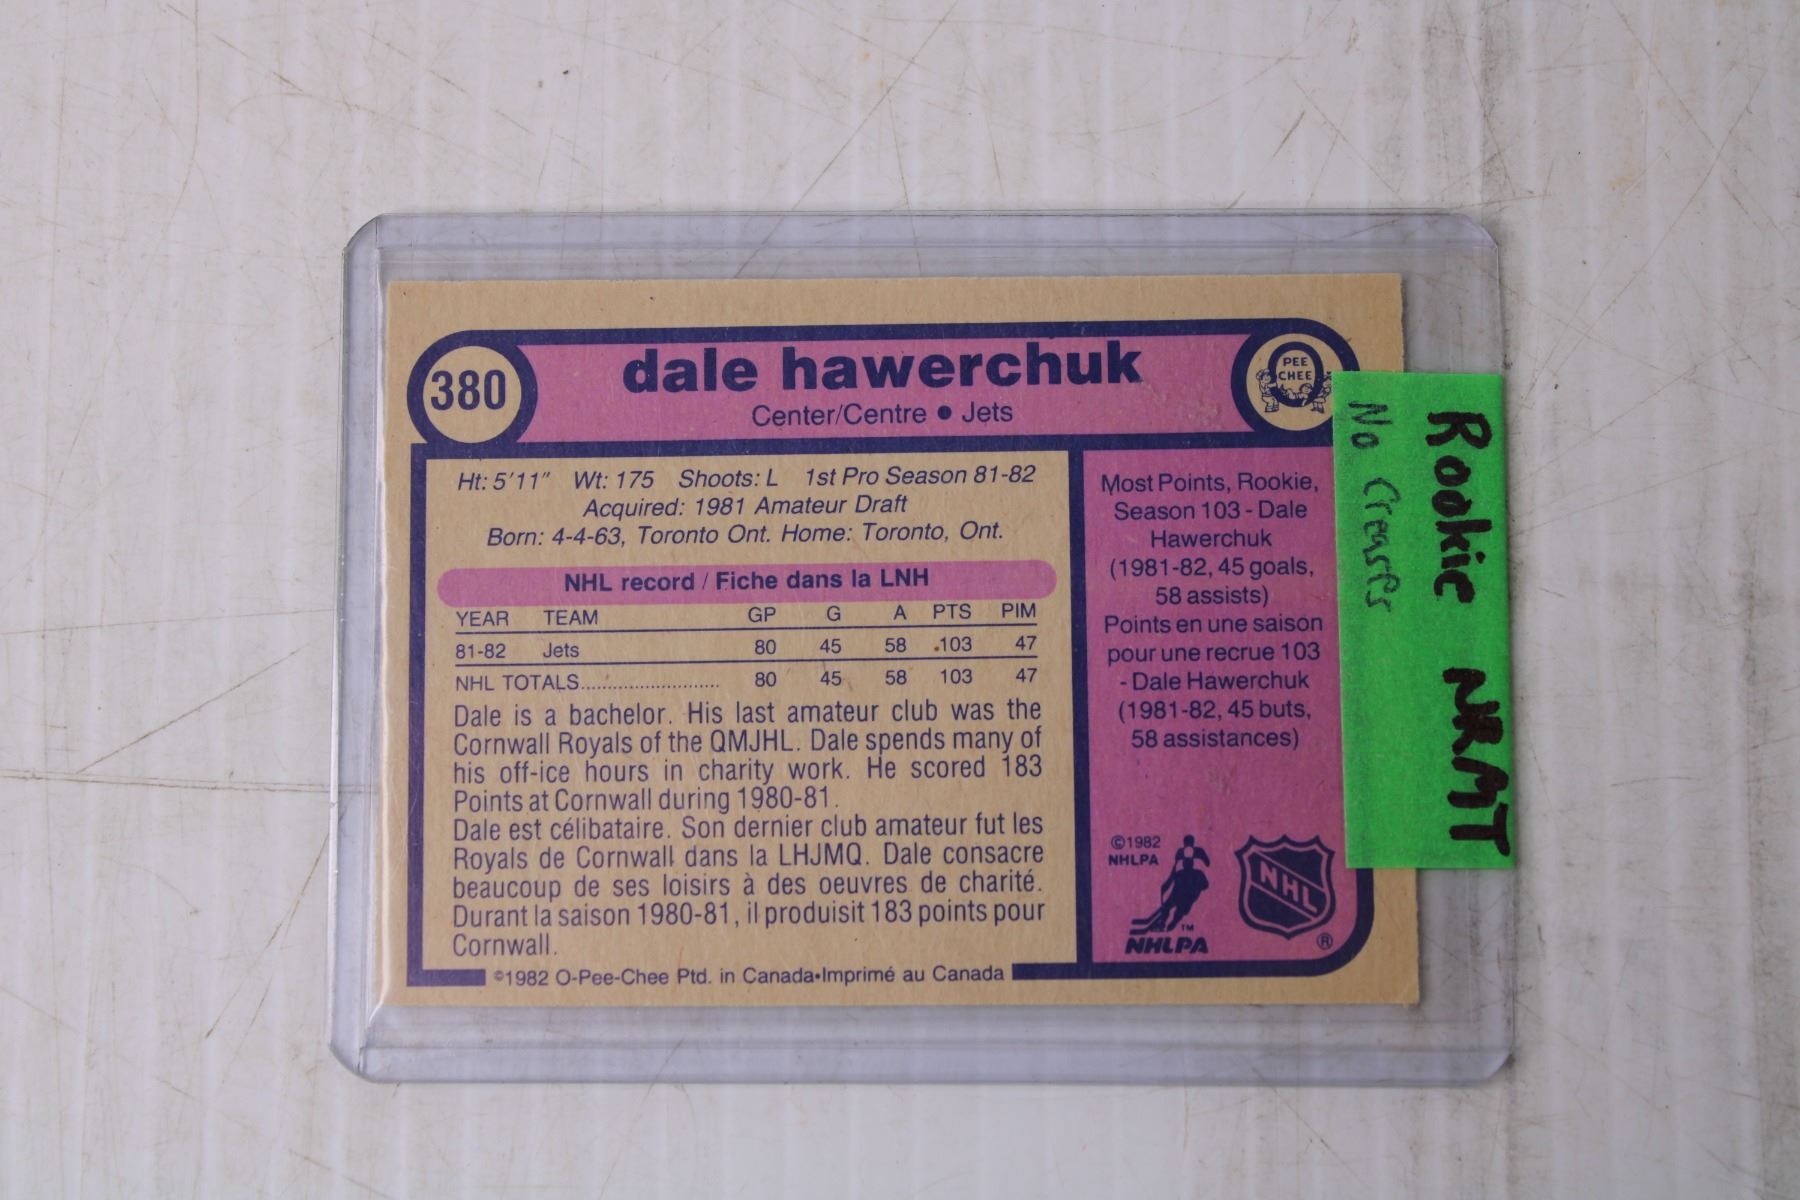 380
dale hawerchuk
Center/Centre • Jets
PEE
CHEE
Ht: 5'11" Wt: 175 Shoots: L 1st Pro Season 81-82
Acquired: 1981 Amateur Draft
Born: 4-4-63, Toronto Ont. Home: Toronto, Ont.
NHL record / Fiche dans la LNH
YEAR TEAM GP G A PTS PIM
81-82 Jets 80 45 58 103 47
NHL TOTALS........................ 80 45 58 103 47
Dale is a bachelor. His last amateur club was the
Cornwall Royals of the QMJHL. Dale spends many of
his off-ice hours in charity work. He scored 183
Points at Cornwall during 1980-81.
Dale est célibataire. Son dernier club amateur fut les
Royals de Cornwall dans la LHJMQ. Dale consacre
beaucoup de ses loisirs à des oeuvres de charité.
Durant la saison 1980-81, il produisit 183 points pour
Cornwall.
©1982 O-Pee-Chee Ptd. in Canada•Imprimé au Canada
Most Points, Rookie,
Season 103 - Dale
Hawerchuk
(1981-82, 45 goals,
58 assists)
Points en une saison
pour une recrue 103
- Dale Hawerchuk
(1981-82, 45 buts,
58 assistances)
©1982
NHLPA
TM
NHLPA
NHL
®
Rookie NRMT
No Creases